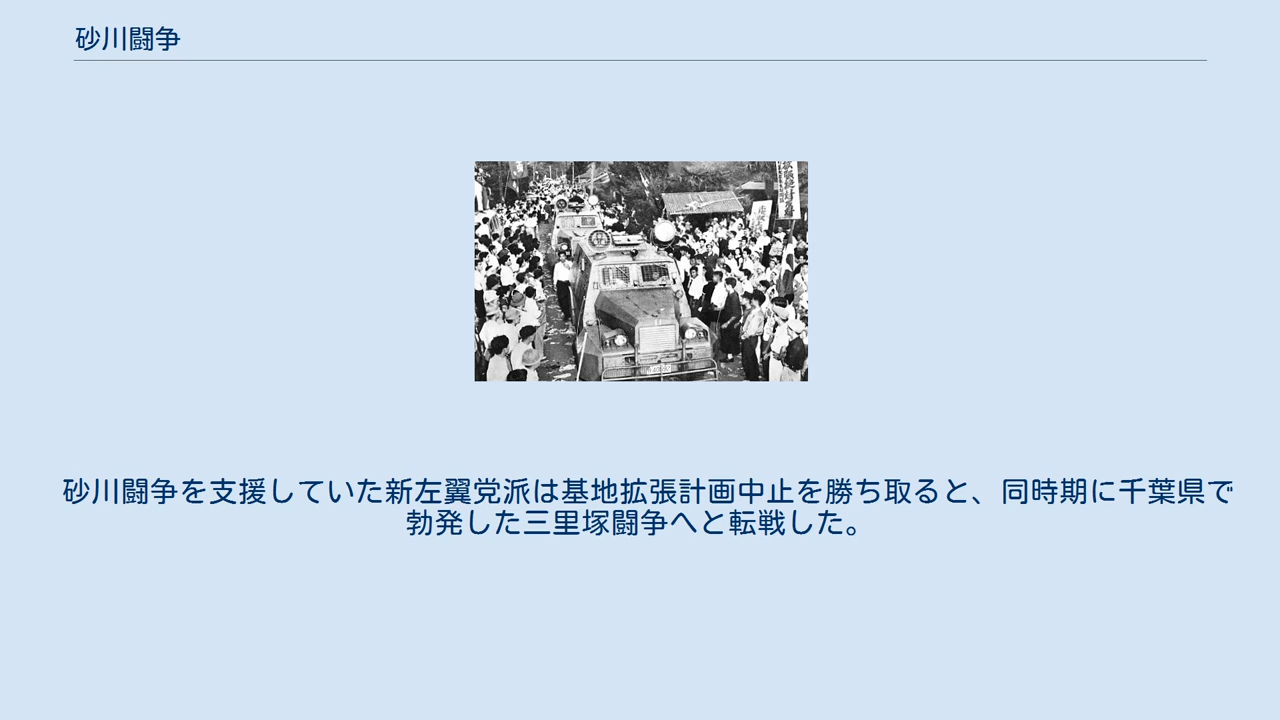 砂川闘争
砂川闘争を支援していた新左翼党派は基地拡張計画中止を勝ち取ると、同時期に千葉県で
勃発した三里塚闘争へと転戦した。